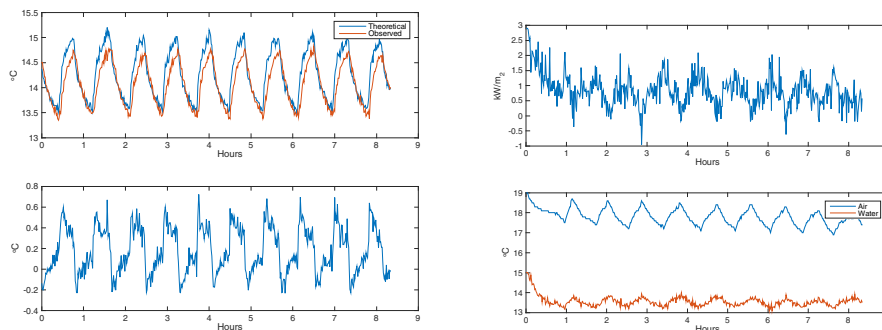 15.5
15
14.5
14
13.5
13
°C
0 1 2 3 4 5 6 7 8 9
Hours
Theoretical
Observed
3
2.5
2
1.5
1
0.5
0
-0.5
-1
kW/m2
0 1 2 3 4 5 6 7 8
Hours
0.8
0.6
0.4
0.2
0
-0.2
-0.4
°C
0 1 2 3 4 5 6 7 8 9
Hours
19
18
17
16
15
14
13
°C
0 1 2 3 4 5 6 7 8
Hours
Air
Water